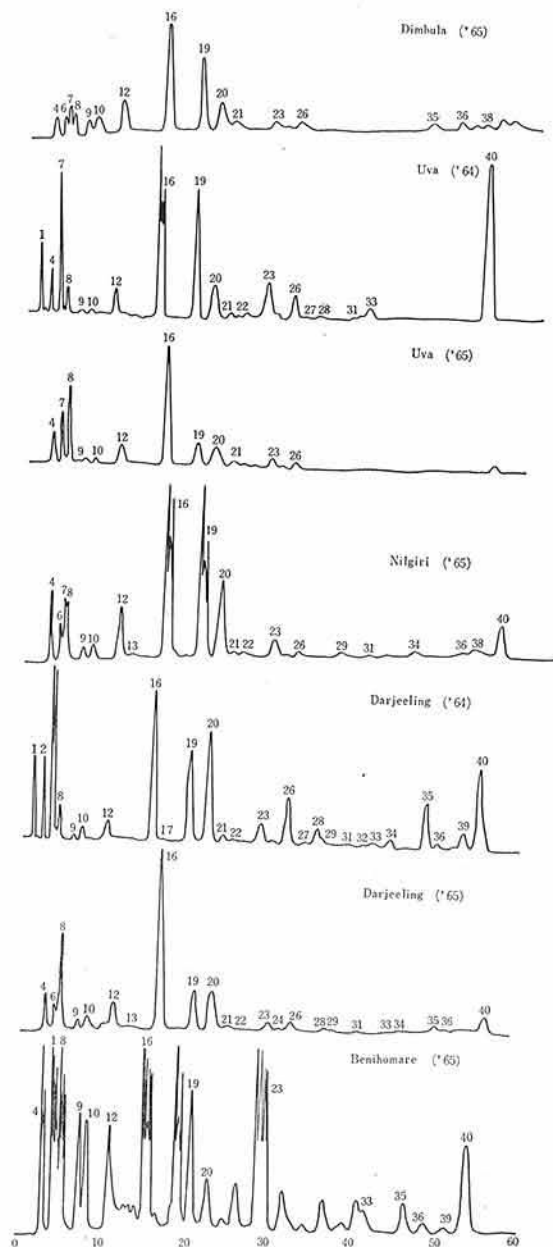 Dimbula ('65)
4 6 7 8 9 10 12 16 19 20 21 23 26 35 36 38
Uva ('64)
1 4 7 8 9 10 12 16 19 20 21 22 23 26 27 28 31 33 40
Uva ('65)
4 7 8 9 10 12 16 19 20 21 23 26
Nilgiri ('65)
4 6 7 8 9 10 12 13 16 19 20 21 22 23 26 29 31 34 36 38 40
Darjeeling ('64)
1 2 8 9 10 12 16 17 19 20 21 22 23 26 27 28 29 30 31 32 33 34 35 36 39 40
Darjeeling ('65)
4 6 8 9 10 12 13 16 19 20 21 22 23 24 26 28 29 31 33 34 35 36 40
Benihomare ('65)
4 1 8 9 10 12 16 19 20 23 33 35 36 39 40
0 10 20 30 40 50 60